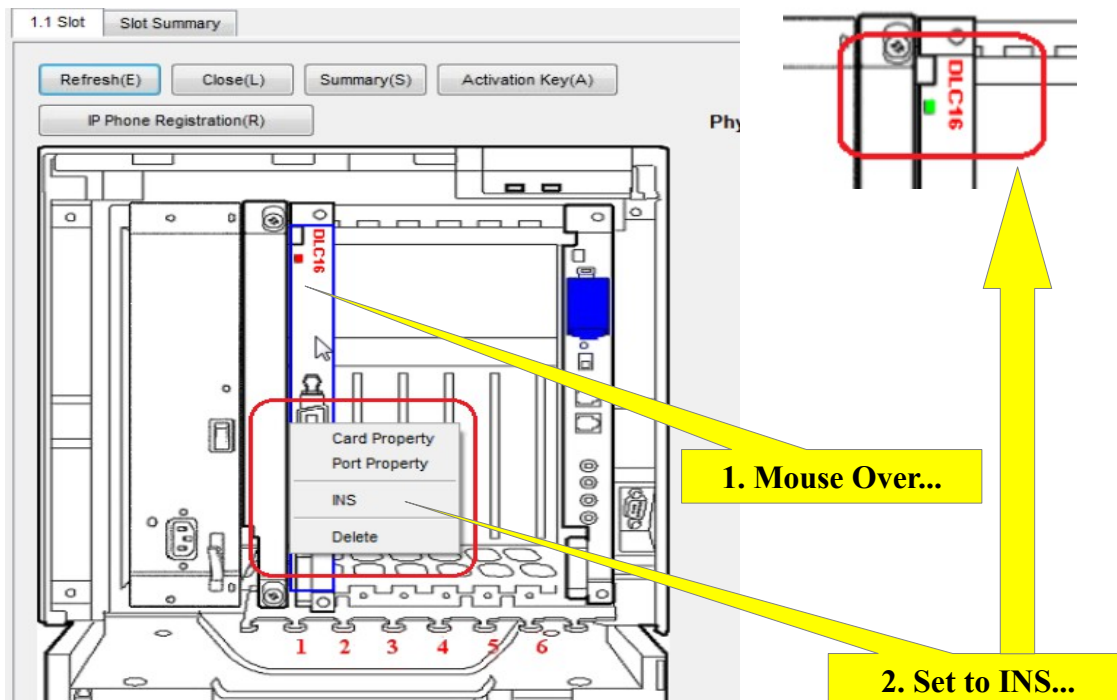 1.1 Slot
Slot Summary
Refresh(E)
Close(L)
Summary(S)
Activation Key(A)
IP Phone Registration(R)
Phy
DLC16
DLC16
Card Property
Port Property
INS
Delete
1. Mouse Over...
1 2 3 4 5 6
2. Set to INS...